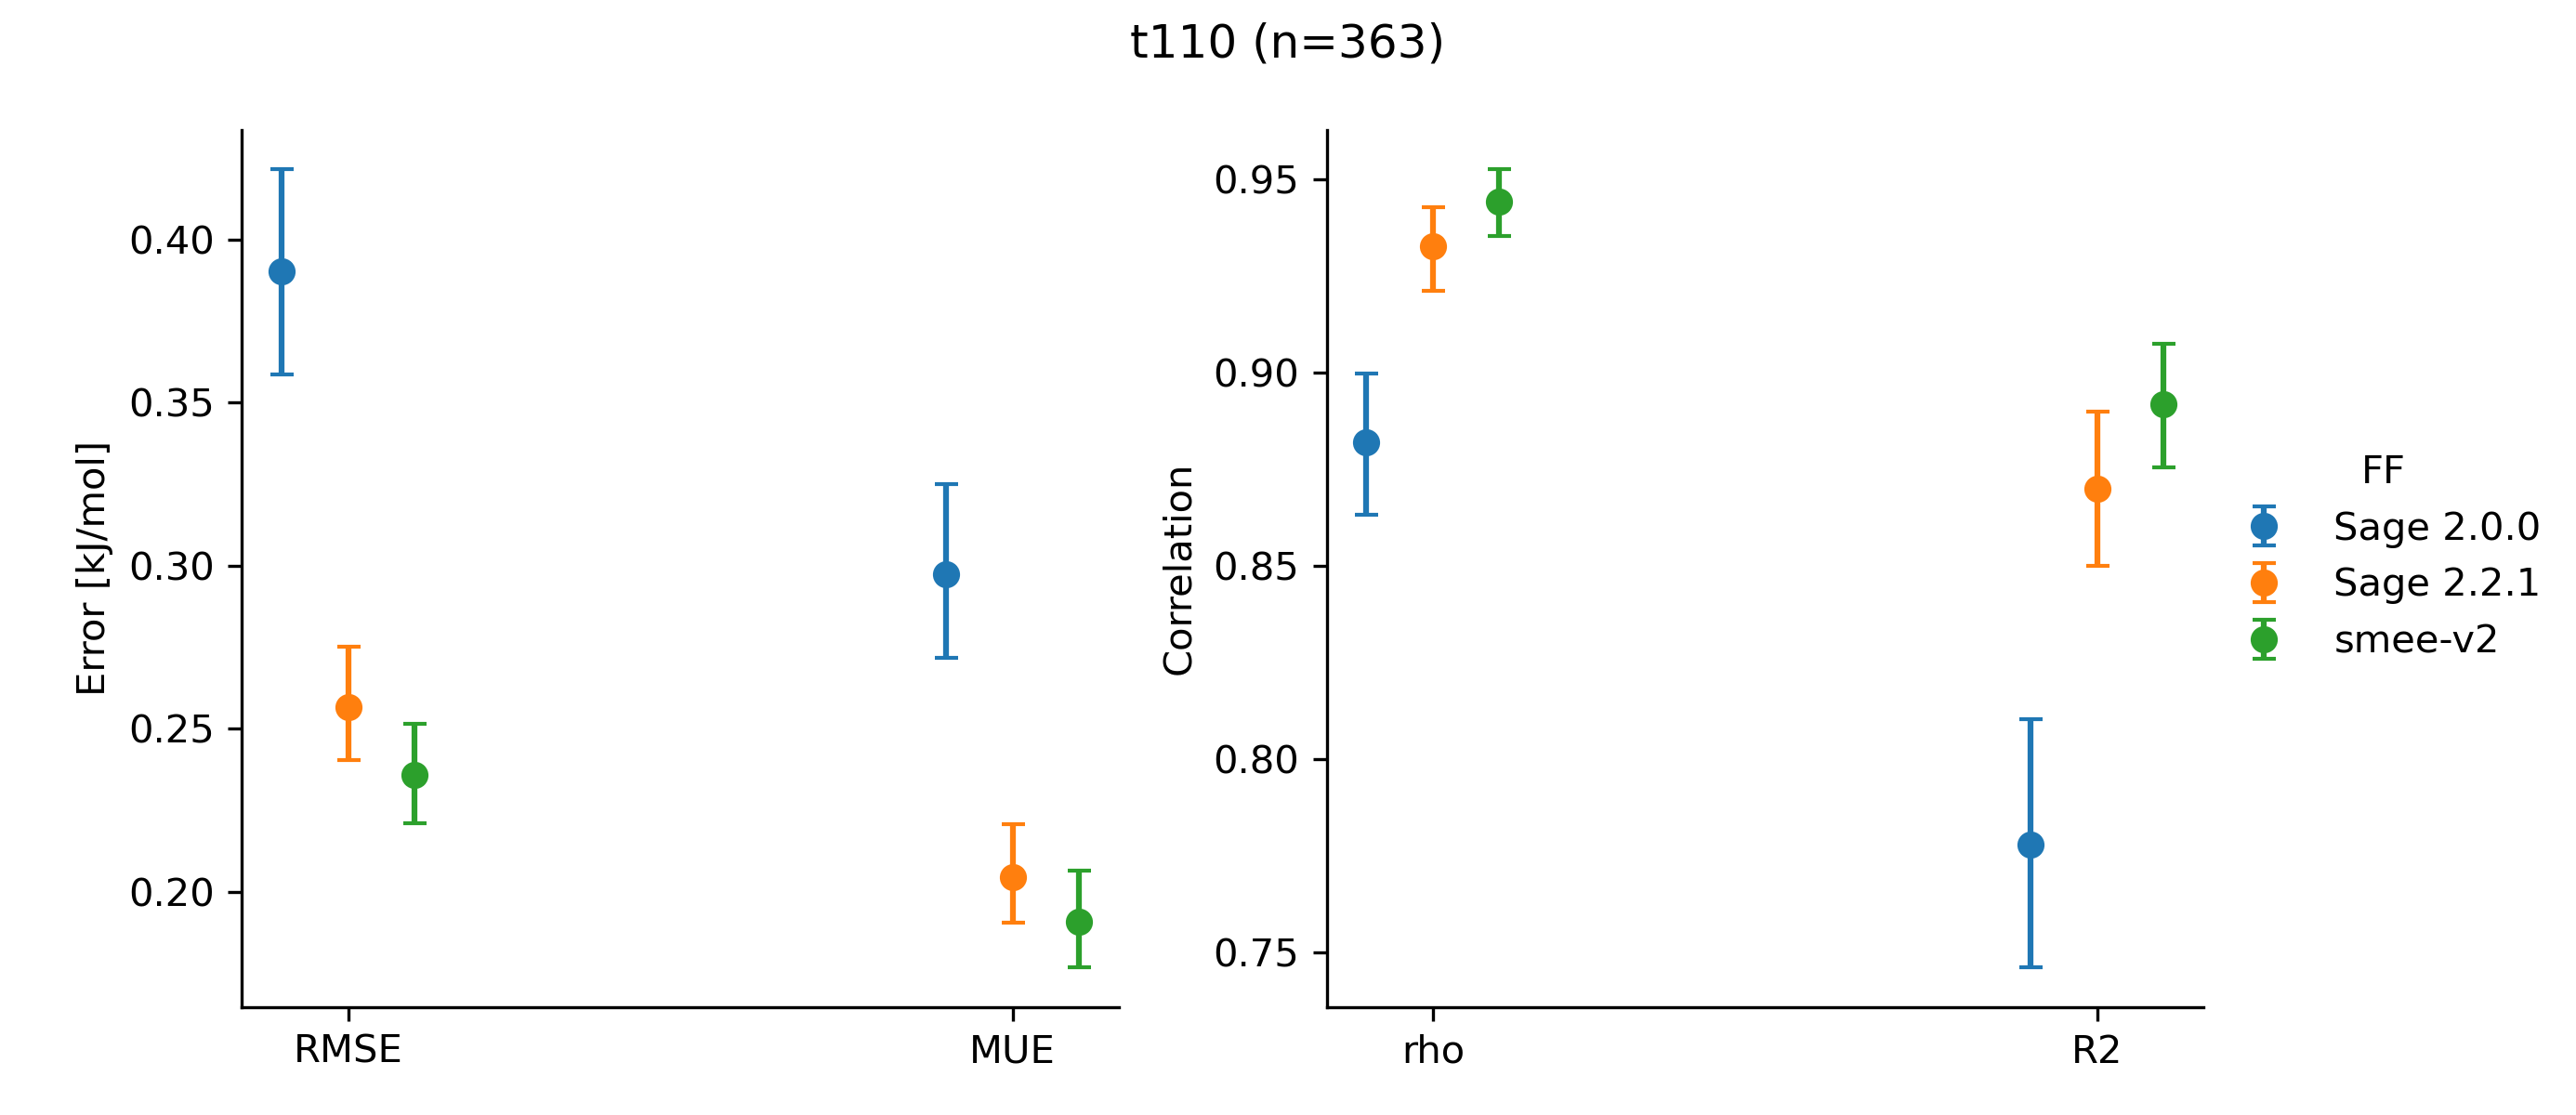 t110 (n=363)
Error [kJ/mol]
0.40
0.35
0.30
0.25
0.20
RMSE
MUE
Correlation
0.95
0.90
0.85
0.80
0.75
rho
R2
FF
Sage 2.0.0
Sage 2.2.1
smee-v2